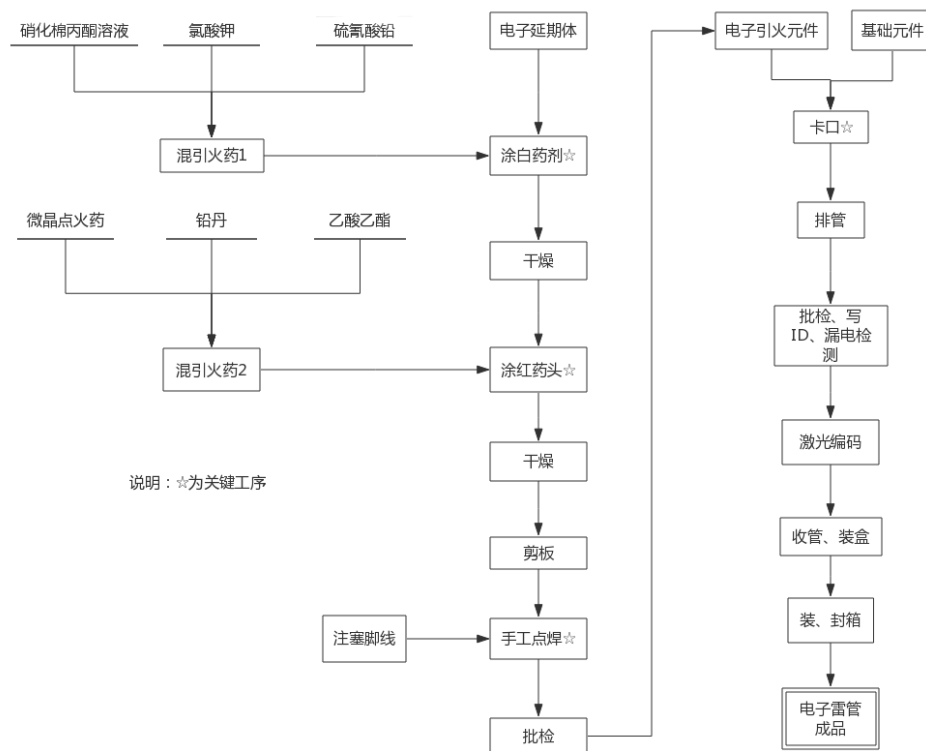 硝化棉丙酮溶液
氯酸钾
硫氰酸铅
电子延期体
电子引火元件
基础元件
混引火药1
涂白药剂☆
卡口☆
微晶点火药
铅丹
乙酸乙酯
干燥
排管
批检、写
ID、漏电检
测
混引火药2
涂红药头☆
激光编码
干燥
说明：☆为关键工序
收管、装盒
剪板
装、封箱
注塞脚线
手工点焊☆
电子雷管
成品
批检